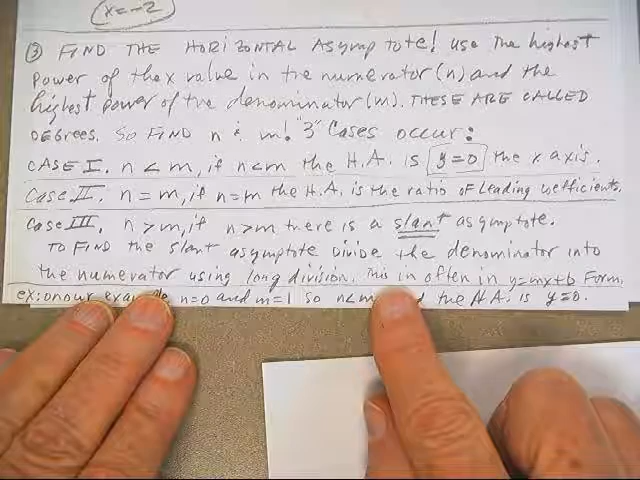 x=-2
③ FIND THE HORIZONTAL Asymptote! Use the highest
Power of the x value in the numerator (n) and the
highest power of the denominator (m). THESE ARE CALLED
DEGREES. SO FIND n & m! "3" Cases occur:
CASE I. n < m, if n<m the H.A. is y=0 the x axis.
Case II. n = m, if n=m the H.A. is the ratio OF Leading Coefficients.
Case III. n > m, if n>m there is a slant asymptote.
TO FIND the slant asymptote Divide the denominator into
the numerator using long division. This in often in y=mx+b Form.
ex: on our n=0 and m=1 so n<m the H.A. is y=0.